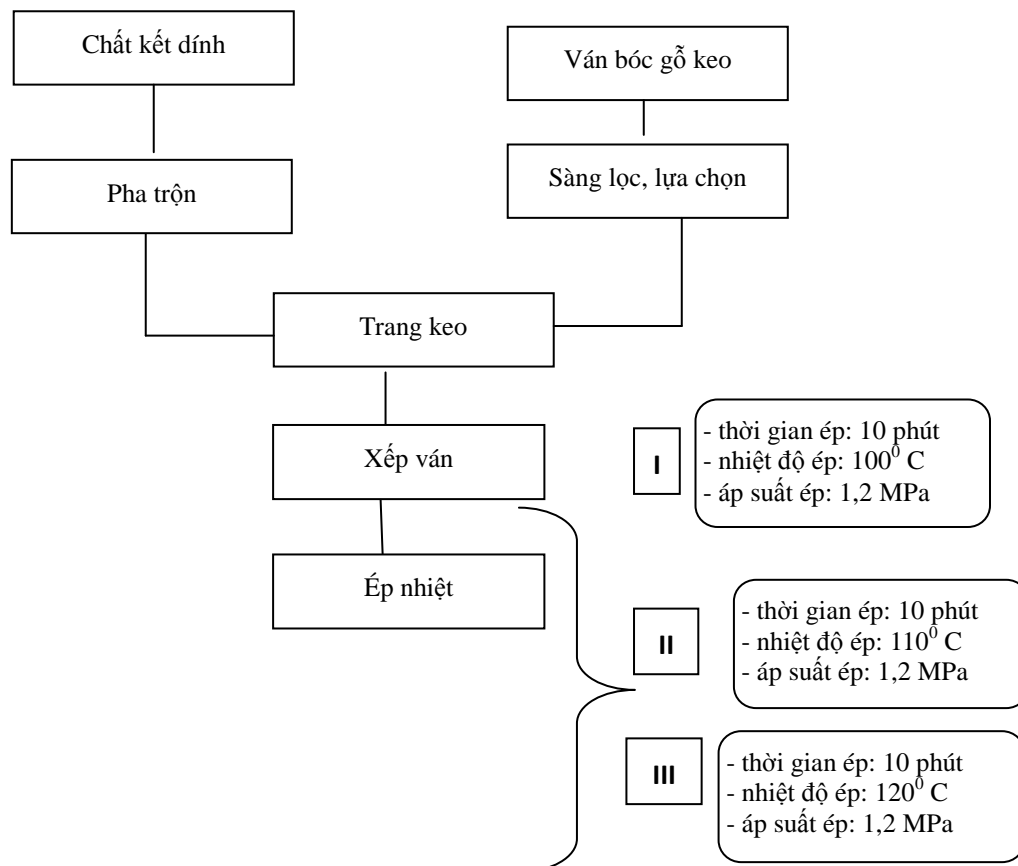 Chất kết dính
Ván bóc gỗ keo
Pha trộn
Sàng lọc, lựa chọn
Trang keo
Xếp ván
I
- thời gian ép: 10 phút
- nhiệt độ ép: 100⁰ C
- áp suất ép: 1,2 MPa
Ép nhiệt
II
- thời gian ép: 10 phút
- nhiệt độ ép: 110⁰ C
- áp suất ép: 1,2 MPa
III
- thời gian ép: 10 phút
- nhiệt độ ép: 120⁰ C
- áp suất ép: 1,2 MPa